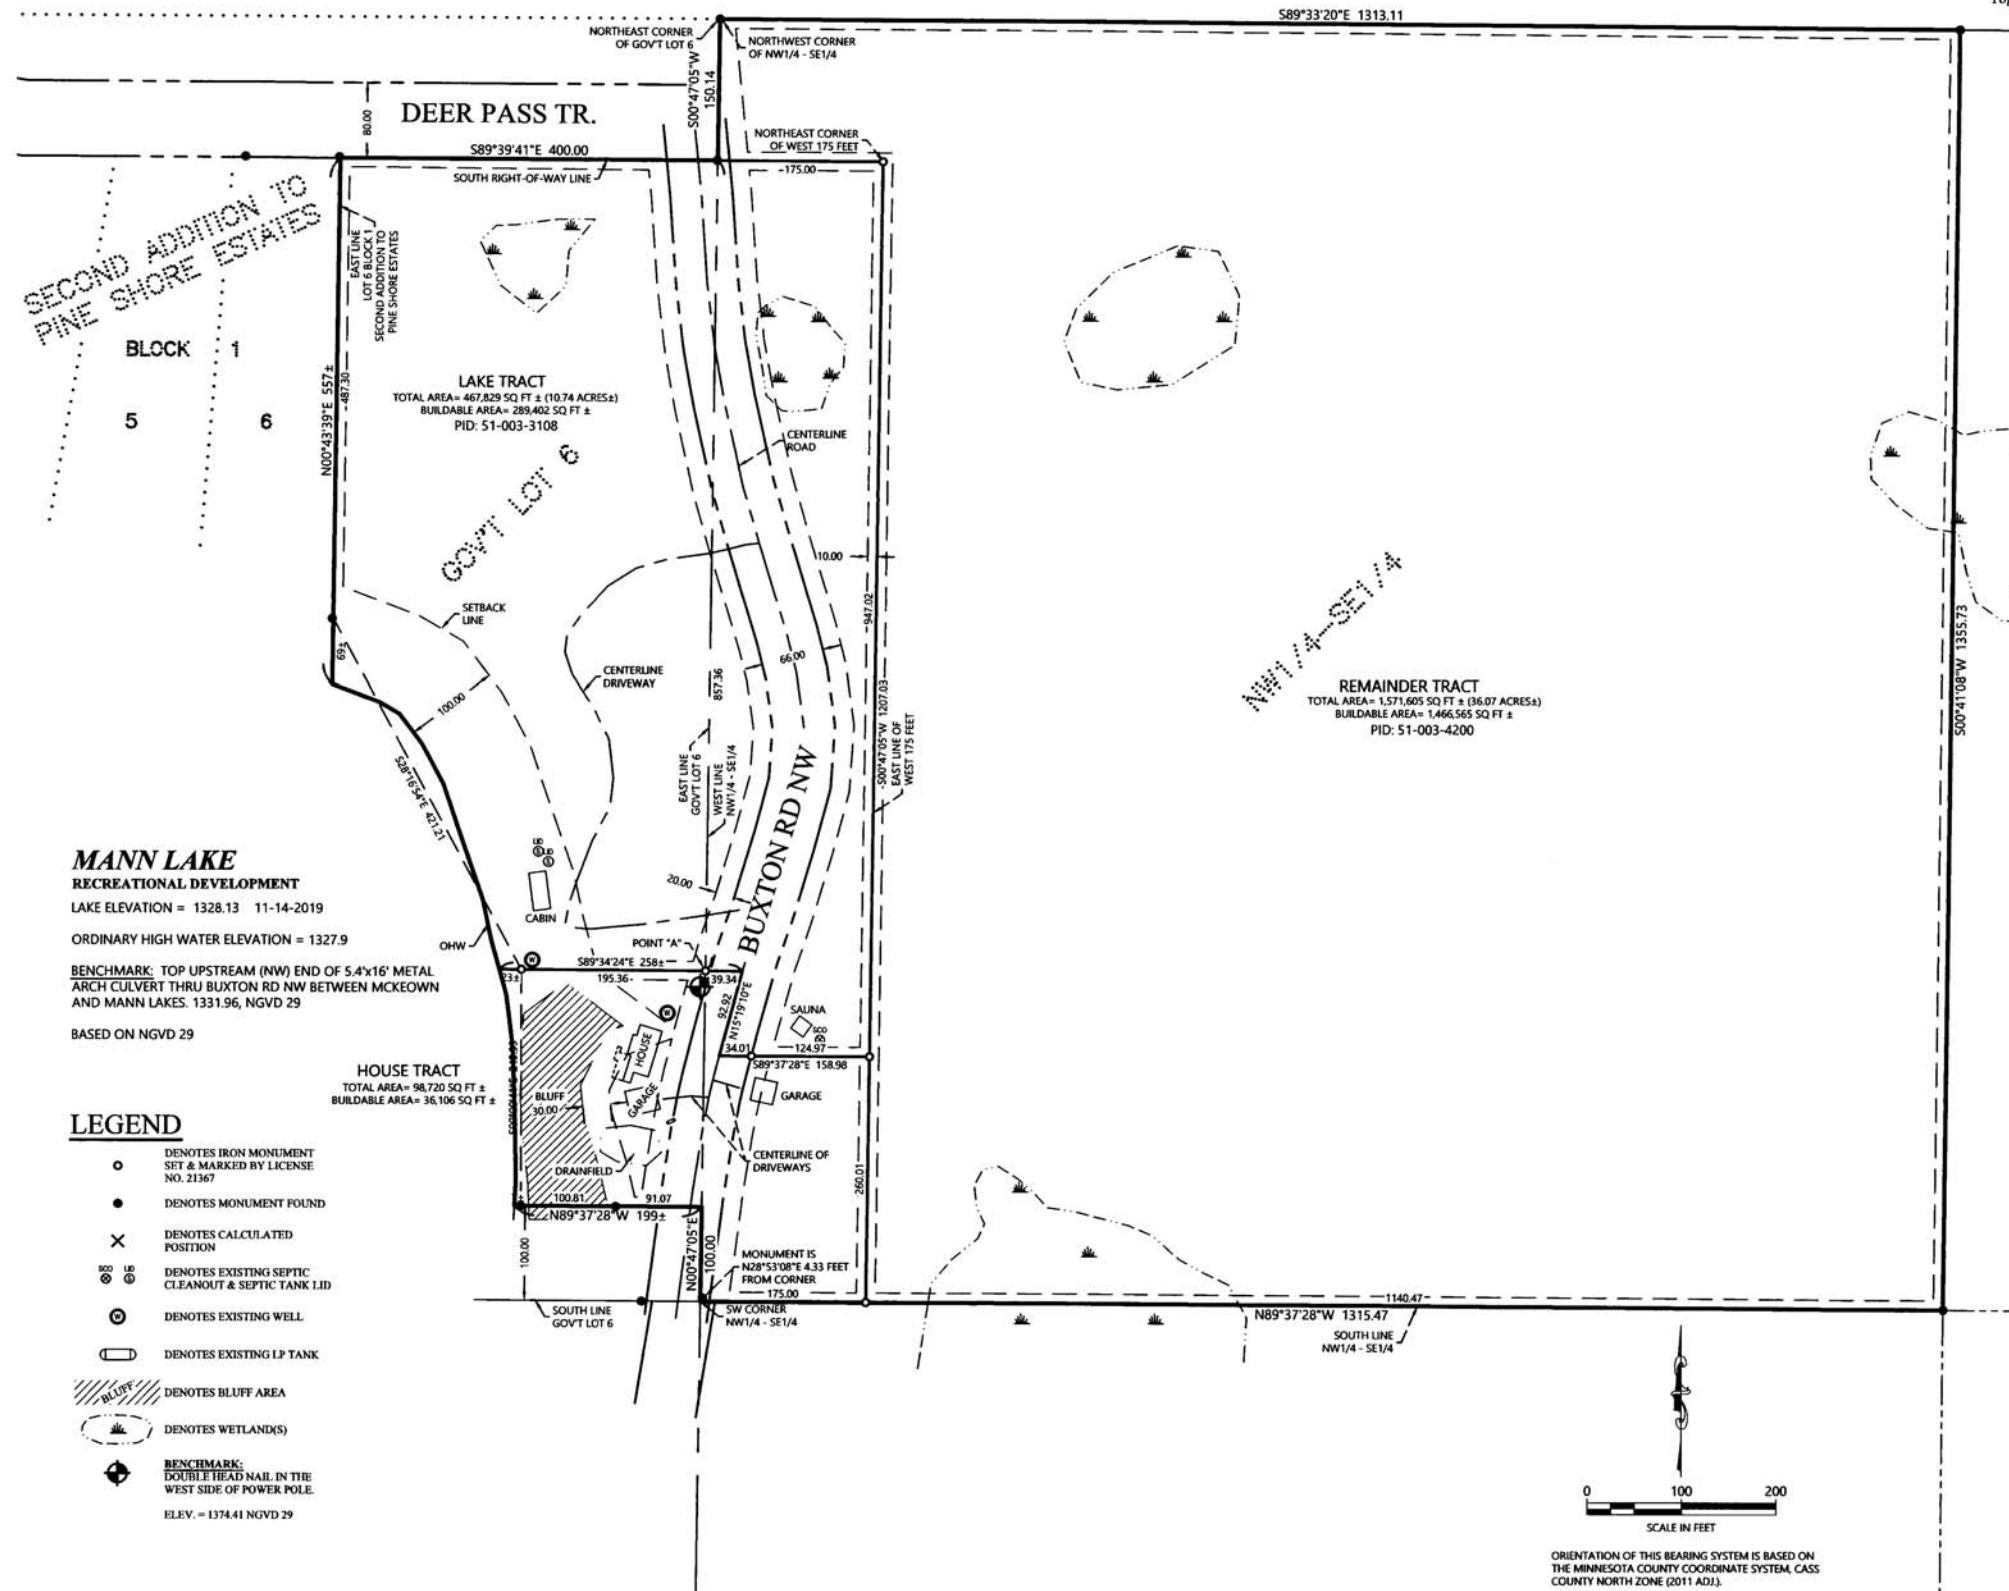 S89°33'20"E 1313.11
NORTHEAST CORNER
OF GOV'T LOT 6
NORTHWEST CORNER
OF NW1/4 - SE1/4
S00°47'05"W
150.14
80.00
DEER PASS TR.
NORTHEAST CORNER
OF WEST 175 FEET
S89°39'41"E 400.00
SOUTH RIGHT-OF-WAY LINE
175.00
SECOND ADDITION TO
PINE SHORE ESTATES
BLOCK 1
5 6
EAST LINE
LOT 6 BLOCK 1
SECOND ADDITION TO
PINE SHORE ESTATES
N00°43'39"E 557±
487.30
LAKE TRACT
TOTAL AREA= 467,829 SQ FT ± (10.74 ACRES±)
BUILDABLE AREA= 289,402 SQ FT ±
PID: 51-003-3108
CENTERLINE
ROAD
GOV'T LOT 6
10.00
947.02
SETBACK
LINE
69±
CENTERLINE
DRIVEWAY
66.00
857.36
100.00
S28°16'54"E 421.21
EAST LINE
GOV'T LOT 6
WEST LINE
NW1/4 - SE1/4
S00°47'05"W 1207.03
EAST LINE OF
WEST 175 FEET
NW1/4-SE1/4
REMAINDER TRACT
TOTAL AREA= 1,571,605 SQ FT ± (36.07 ACRES±)
BUILDABLE AREA= 1,466,565 SQ FT ±
PID: 51-003-4200
S00°41'08"W 1355.73
BUXTON RD NW
MANN LAKE
RECREATIONAL DEVELOPMENT
LAKE ELEVATION = 1328.13 11-14-2019
ORDINARY HIGH WATER ELEVATION = 1327.9
BENCHMARK: TOP UPSTREAM (NW) END OF 5.4'x16' METAL
ARCH CULVERT THRU BUXTON RD NW BETWEEN MCKEOWN
AND MANN LAKES. 1331.96, NGVD 29
BASED ON NGVD 29
LID
LID
S
S
CABIN
20.00
OHW
POINT "A"
W
S89°34'24"E 258±
23±
195.36
39.34
W
92.92
N15°19'10"E
SAUNA
SCO
34.01
124.97
S89°37'28"E 158.98
HOUSE
GARAGE
GARAGE
HOUSE TRACT
TOTAL AREA= 98,720 SQ FT ±
BUILDABLE AREA= 36,106 SQ FT ±
BLUFF
30.00
DRAINFIELD
CENTERLINE OF
DRIVEWAYS
260.01
100.81
91.07
N89°37'28"W 199±
100.00
N00°47'05"E
100.00
MONUMENT IS
N28°53'08"E 4.33 FEET
FROM CORNER
175.00
SOUTH LINE
GOV'T LOT 6
SW CORNER
NW1/4 - SE1/4
1140.47
N89°37'28"W 1315.47
SOUTH LINE
NW1/4 - SE1/4
LEGEND
DENOTES IRON MONUMENT
SET & MARKED BY LICENSE
NO. 21367
DENOTES MONUMENT FOUND
DENOTES CALCULATED
POSITION
SCO LID
S
DENOTES EXISTING SEPTIC
CLEANOUT & SEPTIC TANK LID
W
DENOTES EXISTING WELL
DENOTES EXISTING LP TANK
BLUFF
DENOTES BLUFF AREA
DENOTES WETLAND(S)
BENCHMARK:
DOUBLE HEAD NAIL IN THE
WEST SIDE OF POWER POLE.
ELEV. = 1374.41 NGVD 29
0 100 200
SCALE IN FEET
ORIENTATION OF THIS BEARING SYSTEM IS BASED ON
THE MINNESOTA COUNTY COORDINATE SYSTEM, CASS
COUNTY NORTH ZONE (2011 ADJ.).